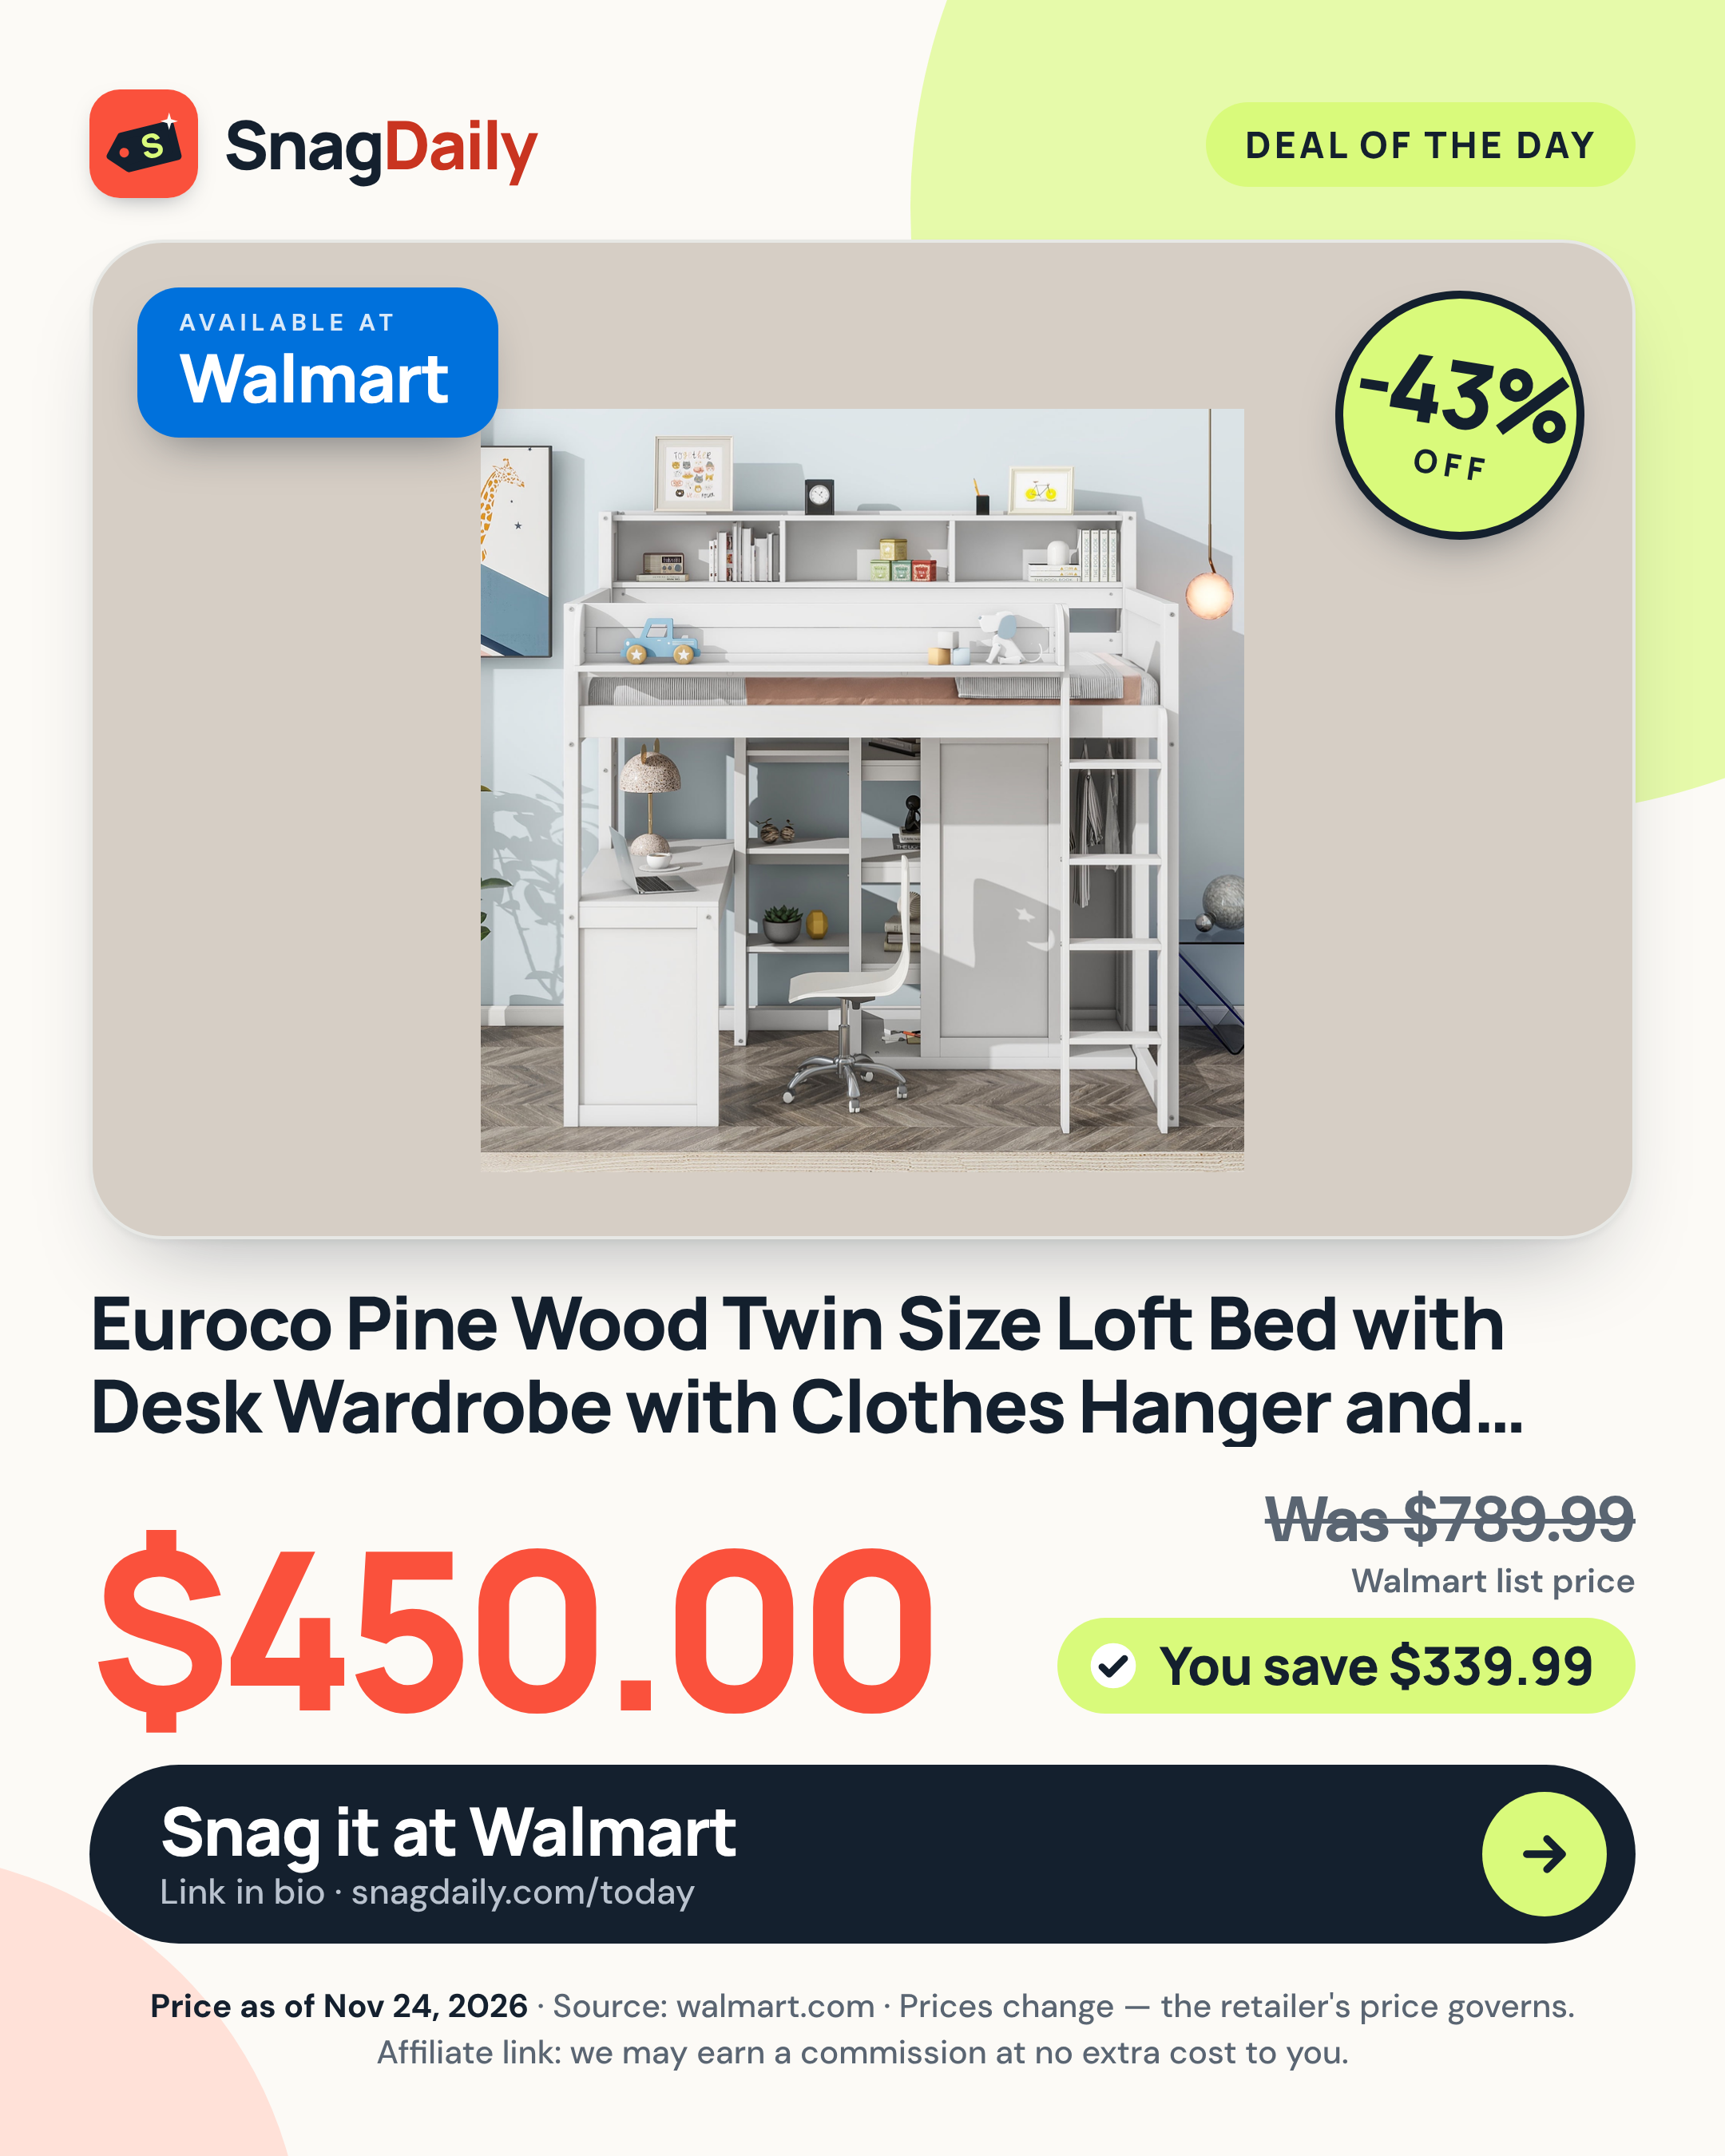 S
SnagDaily
DEAL OF THE DAY
AVAILABLE AT
Walmart
-43%
OFF
Euroco Pine Wood Twin Size Loft Bed with
Desk Wardrobe with Clothes Hanger and...
$450.00
Was $789.99
Walmart list price
You save $339.99
Snag it at Walmart
Link in bio · snagdaily.com/today
Price as of Nov 24, 2026 · Source: walmart.com · Prices change — the retailer's price governs.
Affiliate link: we may earn a commission at no extra cost to you.